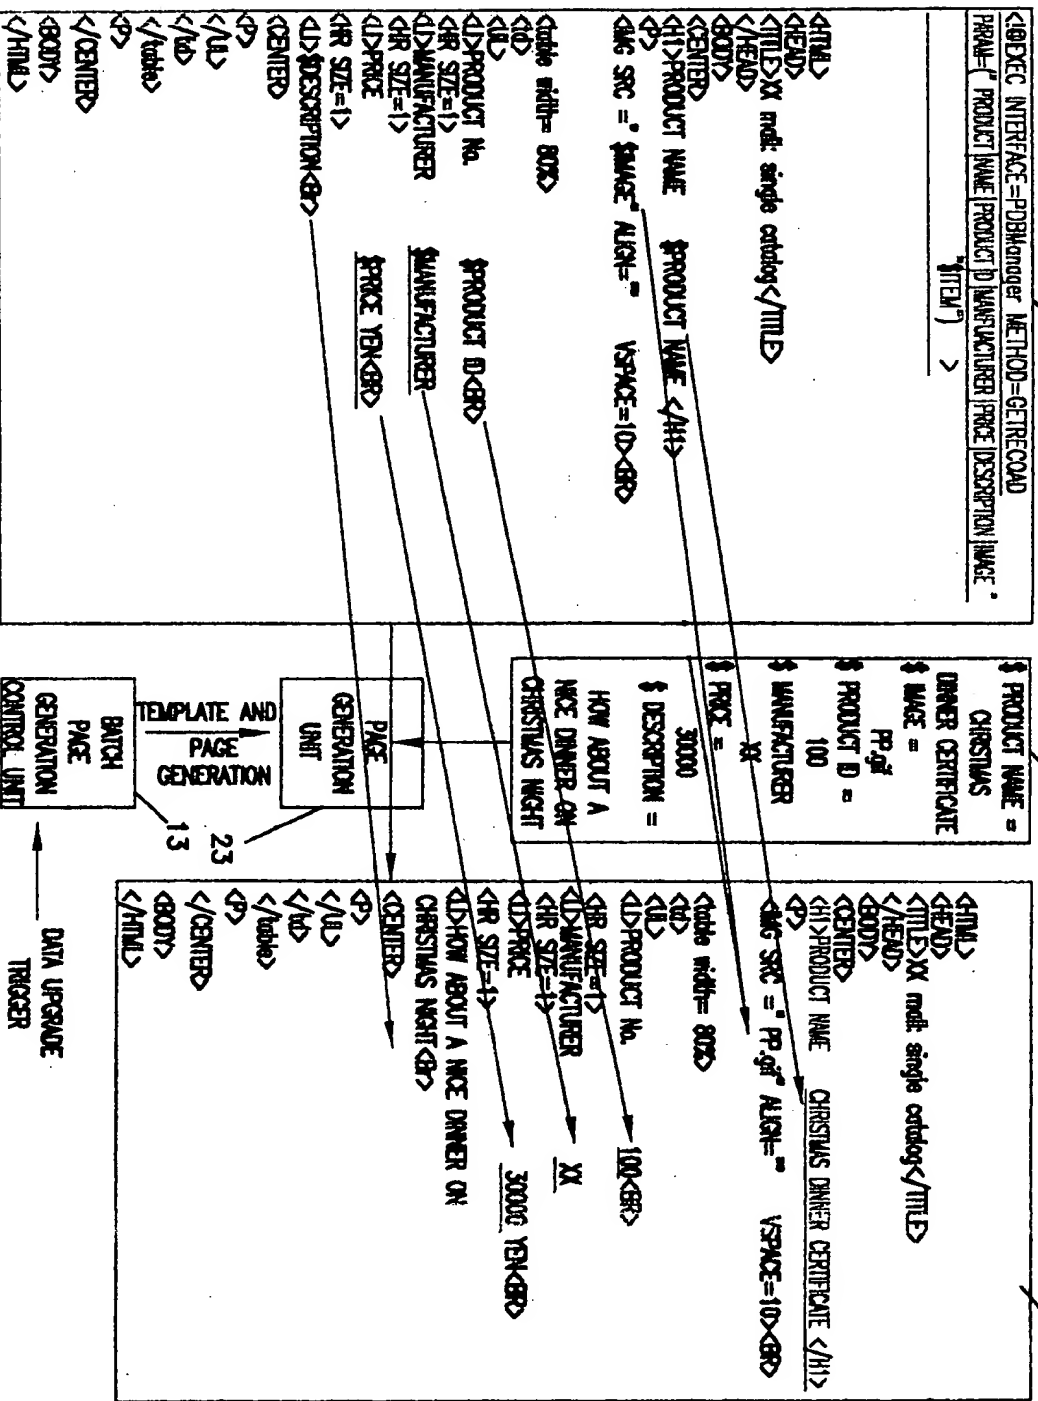 <!@EXEC INTERFACE=PDBManager METHOD=GETRECOAD
PARAM=(" PRODUCT NAME|PRODUCT ID|MANFUACTURER|PRICE|DESCRIPTION|IMAGE "
"$ITEM") >
<HTML>
<HEAD>
<TITLE>XX mall: single catalog</TITLE>
</HEAD>
<BODY>
<CENTER>
<H1>PRODUCT NAME $PRODUCT NAME </H1>
<P>
<IMG SRC =" $IMAGE" ALIGN="" VSPACE=10><BR>
<table width= 80%>
<td>
<UL>
<LI>PRODUCT No. $PRODUCT ID<BR>
<HR SIZE=1>
<LI>MANUFACTURER $MANUFACTURER
<HR SIZE=1>
<LI>PRICE $PRICE YEN<BR>
<HR SIZE=1>
<LI>$DESCRIPTION<Br>
<CENTER>
<P>
</UL>
</td>
</table>
<P>
</CENTER>
<BODY>
</HTML>
$ PRODUCT NAME =
CHRISTMAS
DINNER CERTIFICATE
$ IMAGE =
PP.gif
$ PRODUCT ID =
100
$ MANUFACTURER
XX
$ PRICE =
30000
$ DESCRIPTION =
HOW ABOUT A
NICE DINNER ON
CHRISTMAS NIGHT
PAGE
GENERATION
UNIT
23
TEMPLATE AND
PAGE
GENERATION
BATCH
PAGE
GENERATION
CONTROL UNIT
13
DATA UPGRADE
TRIGGER
<HTML>
<HEAD>
<TITLE>XX mall: single catalog</TITLE>
</HEAD>
<BODY>
<CENTER>
<H1>PRODUCT NAME CHRISTMAS DINNER CERTIFICATE </H1>
<P>
<IMG SRC =" PP.gif" ALIGN="" VSPACE=10><BR>
<table width= 80%>
<td>
<UL>
<LI>PRODUCT No. 100<BR>
<HR SIZE=1>
<LI>MANUFACTURER XX
<HR SIZE=1>
<LI>PRICE 30000 YEN<BR>
<HR SIZE=1>
<LI>HOW ABOUT A NICE DINNER ON
CHRISTMAS NIGHT<Br>
<CENTER>
<P>
</UL>
</td>
</table>
<P>
</CENTER>
<BODY>
</HTML>